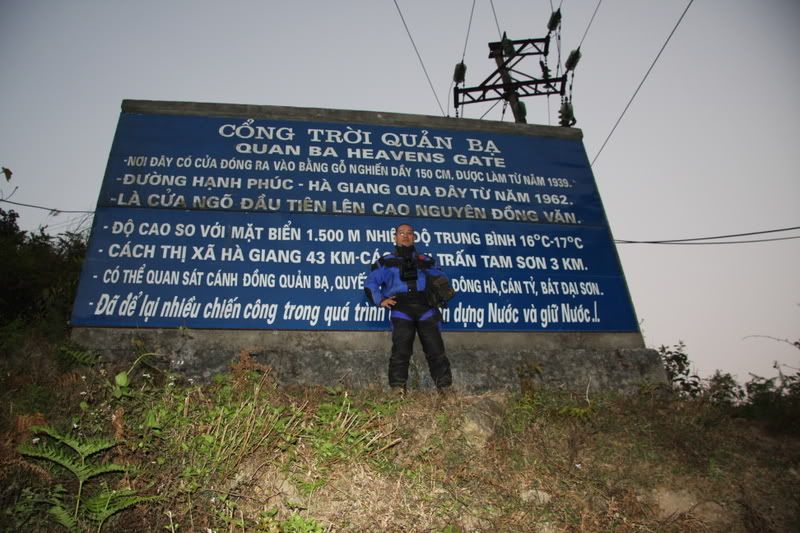 CỔNG TRỜI QUẢN BẠ
QUAN BA HEAVENS GATE
-NƠI ĐÂY CÓ CỬA ĐÓNG RA VÀO BẰNG GỖ NGHIẾN DẦY 150 CM, ĐƯỢC LÀM TỪ NĂM 1939.
-ĐƯỜNG HẠNH PHÚC - HÀ GIANG QUA ĐÂY TỪ NĂM 1962.
-LÀ CỬA NGÕ ĐẦU TIÊN LÊN CAO NGUYÊN ĐỒNG VĂN.
-ĐỘ CAO SO VỚI MẶT BIỂN 1.500 M NHIỆ ĐỘ TRUNG BÌNH 16°C-17°C
- CÁCH THỊ XÃ HÀ GIANG 43 KM-CÁ TRẤN TAM SƠN 3 KM.
- CÓ THỂ QUAN SÁT CÁNH ĐỒNG QUẢN BẠ, QUYẾ ĐÔNG HÀ, CÁN TỶ, BÁT ĐẠI SƠN.
- Đã để lại nhiều chiến công trong quá trình dựng Nước và giữ Nước.!.